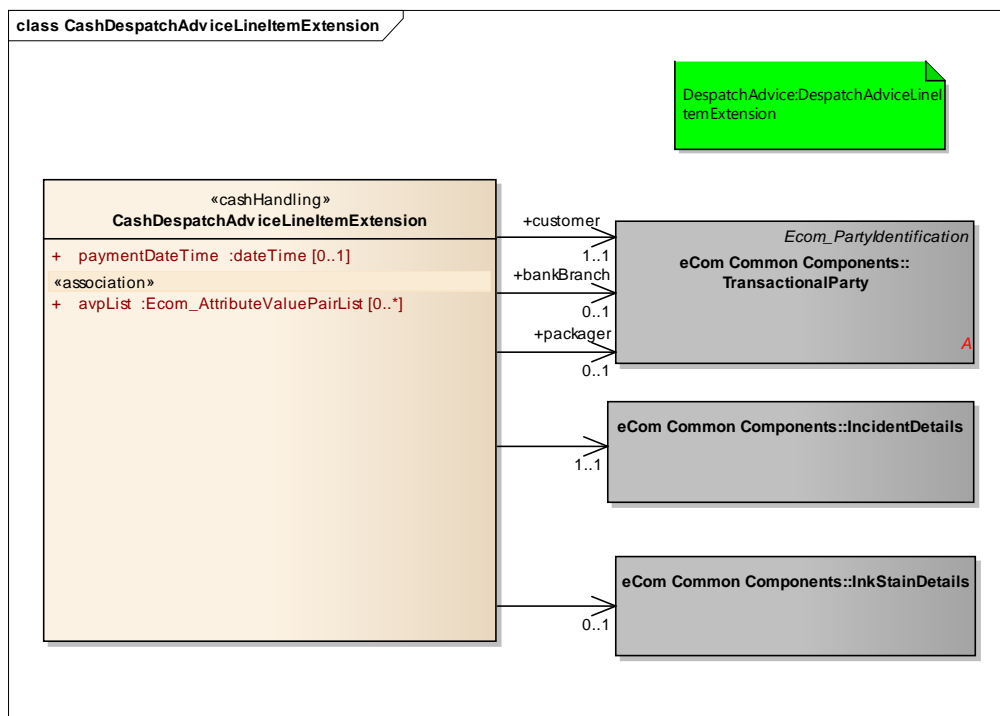 class CashDespatchAdviceLineItemExtension
DespatchAdvice:DespatchAdviceLineI
temExtension
«cashHandling»
CashDespatchAdviceLineItemExtension
+ paymentDateTime :dateTime [0..1]
«association»
+ avpList :Ecom_AttributeValuePairList [0..*]
+customer
1..1
+bankBranch
0..1
+packager
0..1
Ecom_PartyIdentification
eCom Common Components::
TransactionalParty
A
eCom Common Components::IncidentDetails
1..1
eCom Common Components::InkStainDetails
0..1